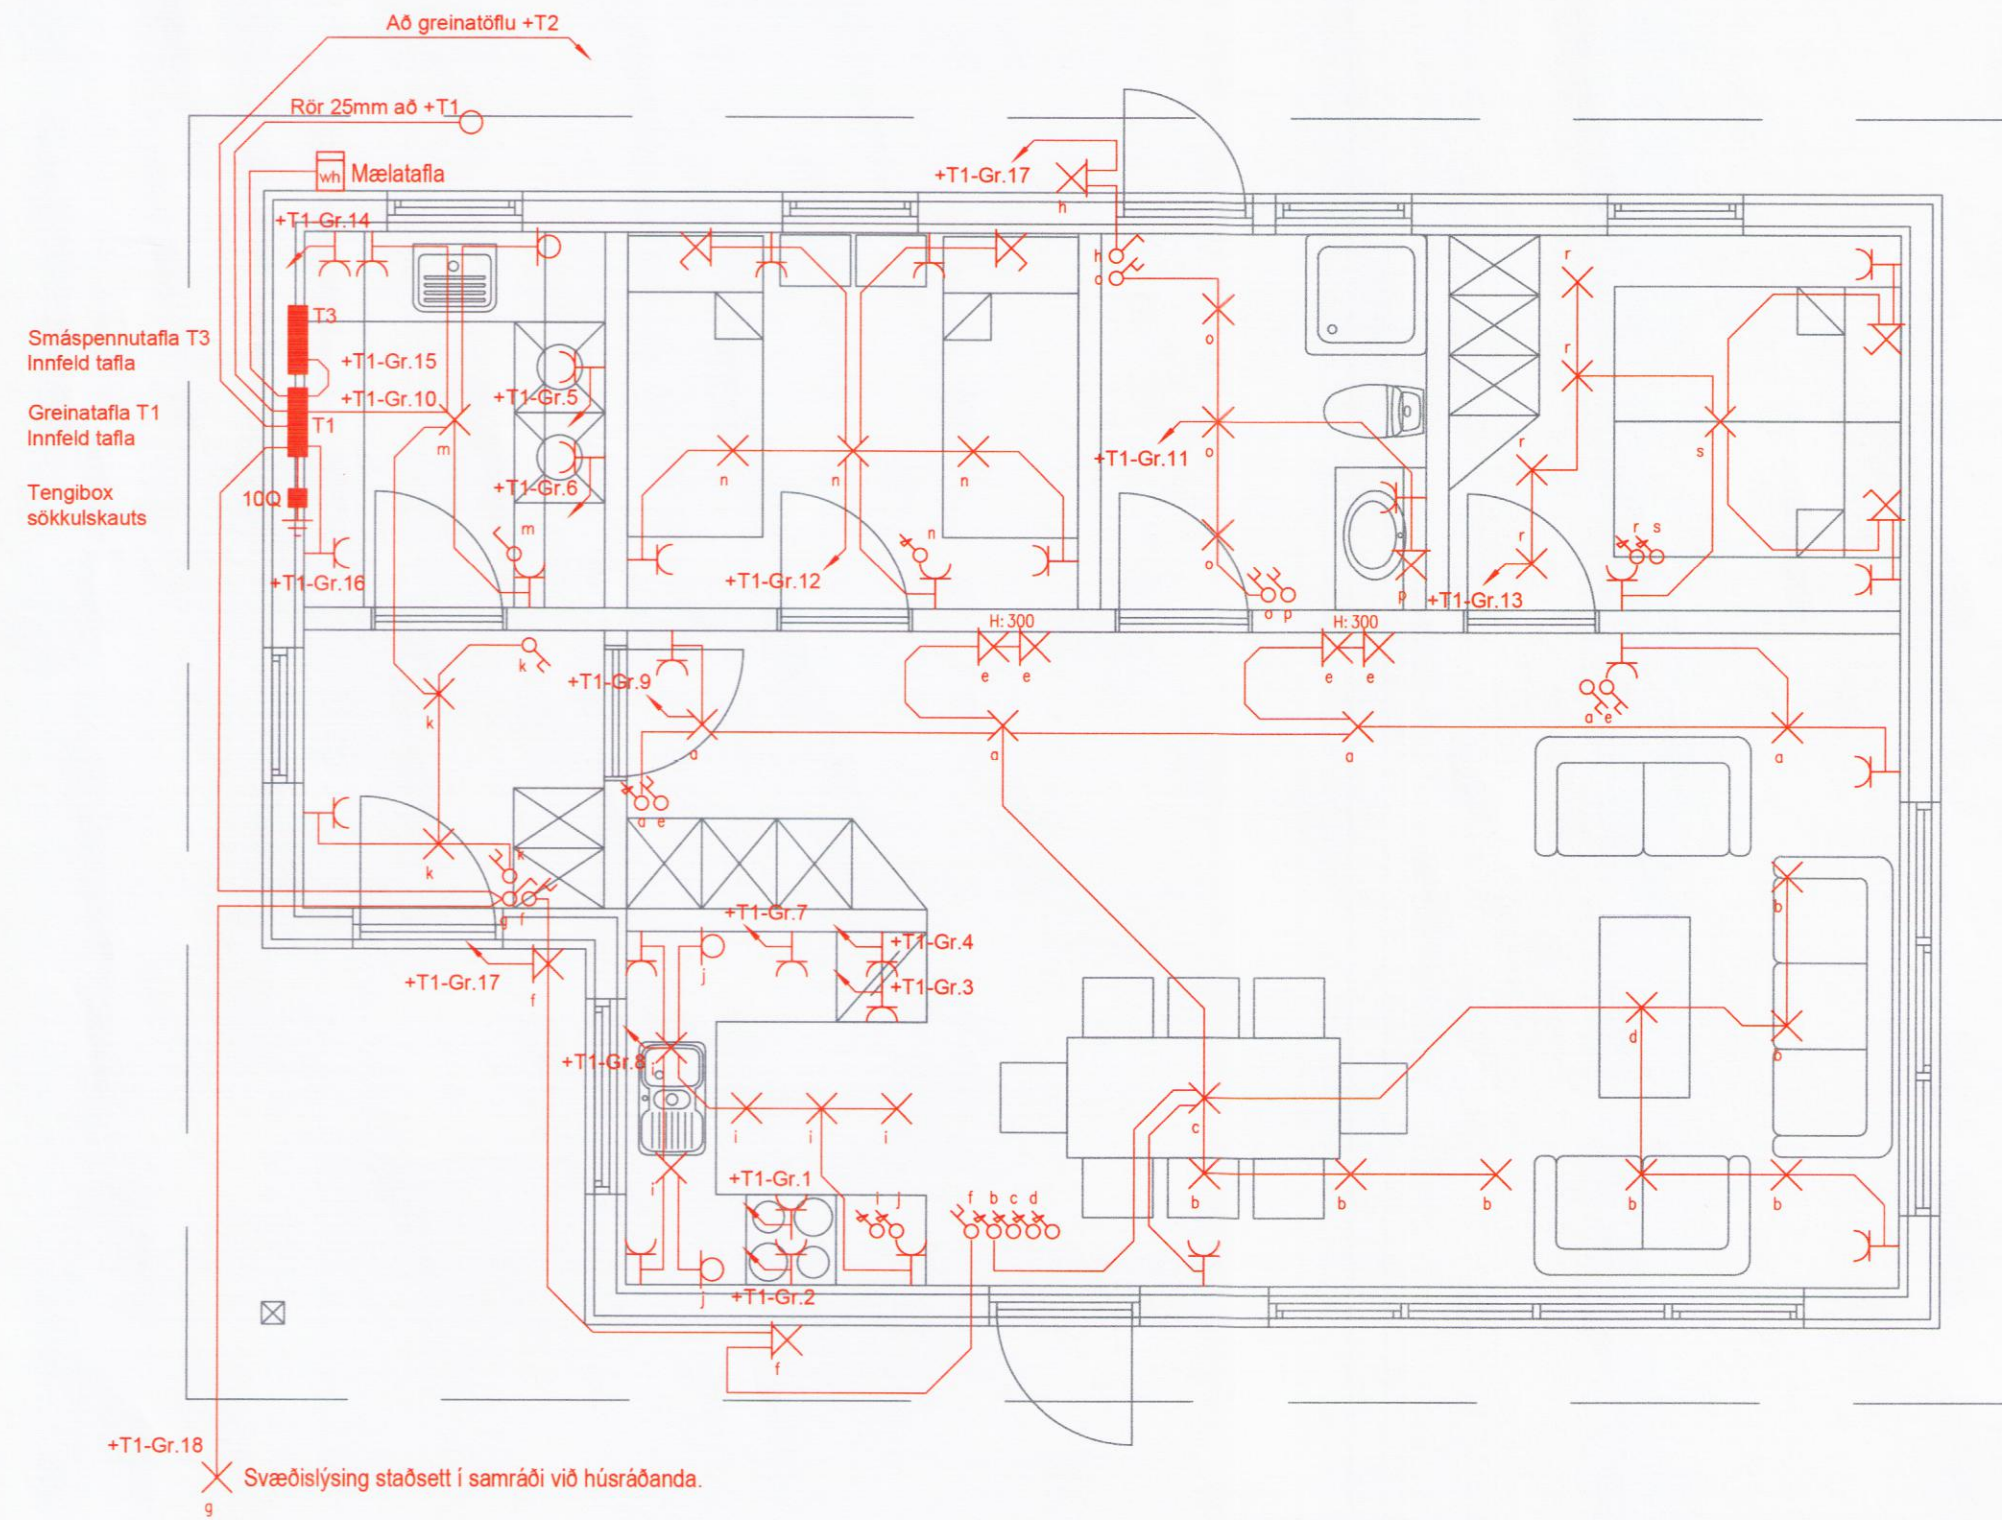 Að greinatöflu +T2
Rör 25mm að +T1
wh Mælatafla
+T1-Gr.17
h
+T1-Gr.14
h
o
r
T3
Smáspennutafla T3
Innfeld tafla
+T1-Gr.15
o
r
+T1-Gr.10
+T1-Gr.5
Greinatafla T1
Innfeld tafla
T1
m
+T1-Gr.11
o
r
s
n
n
n
+T1-Gr.6
Tengibox
sökkulskauts
10Ω
m
n
r
r s
o
+T1-Gr.16
+T1-Gr.12
p
+T1-Gr.13
o p
H:300
H:300
k
+T1-Gr.9
e
e
e
e
k
a e
a
a
a
a
a e
k
k
g f
b
+T1-Gr.7
+T1-Gr.4
j
+T1-Gr.17
f
+T1-Gr.3
d
b
+T1-Gr.8
i
i
i
i
c
i
+T1-Gr.1
i j
f b c d
b
b
b
b
b
j
+T1-Gr.2
f
+T1-Gr.18
Svæðislýsing staðsett í samráði við húsráðanda.
g